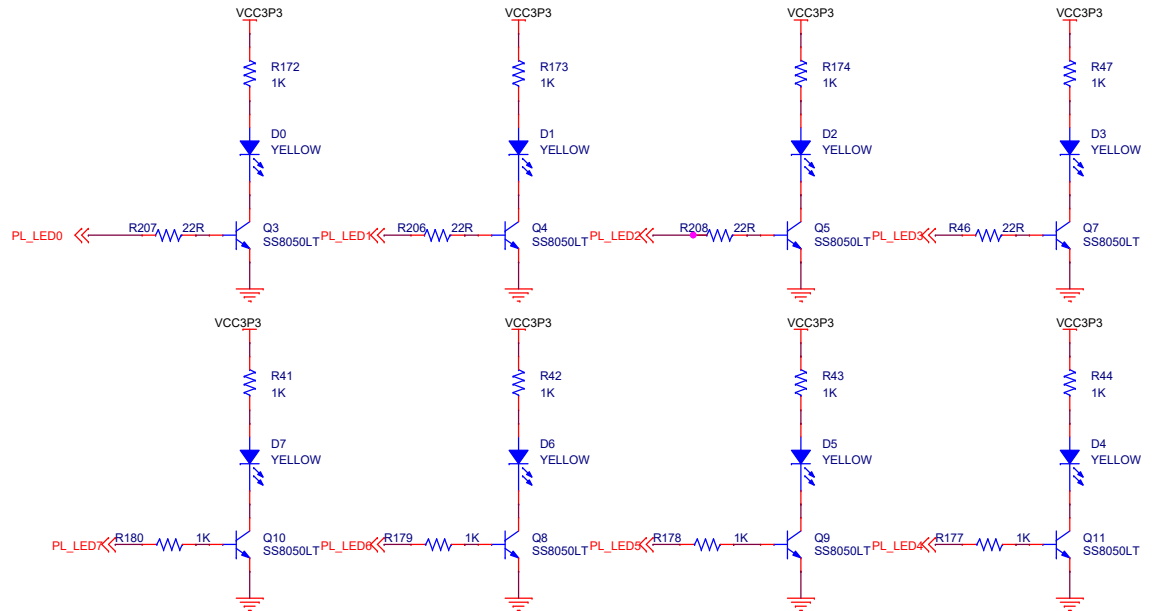 VCC3P3 VCC3P3 VCC3P3 VCC3P3
R172 R173 R174 R47
1K 1K 1K 1K
D0 D1 D2 D3
YELLOW YELLOW YELLOW YELLOW
PL_LED0 R207 22R Q3 PL_LED1 R206 22R Q4 PL_LED2 R208 22R Q5 PL_LED3 R46 22R Q7
SS8050LT SS8050LT SS8050LT SS8050LT
VCC3P3 VCC3P3 VCC3P3 VCC3P3
R41 R42 R43 R44
1K 1K 1K 1K
D7 D6 D5 D4
YELLOW YELLOW YELLOW YELLOW
PL_LED7 R180 1K Q10 PL_LED6 R179 1K Q8 PL_LED5 R178 1K Q9 PL_LED4 R177 1K Q11
SS8050LT SS8050LT SS8050LT SS8050LT